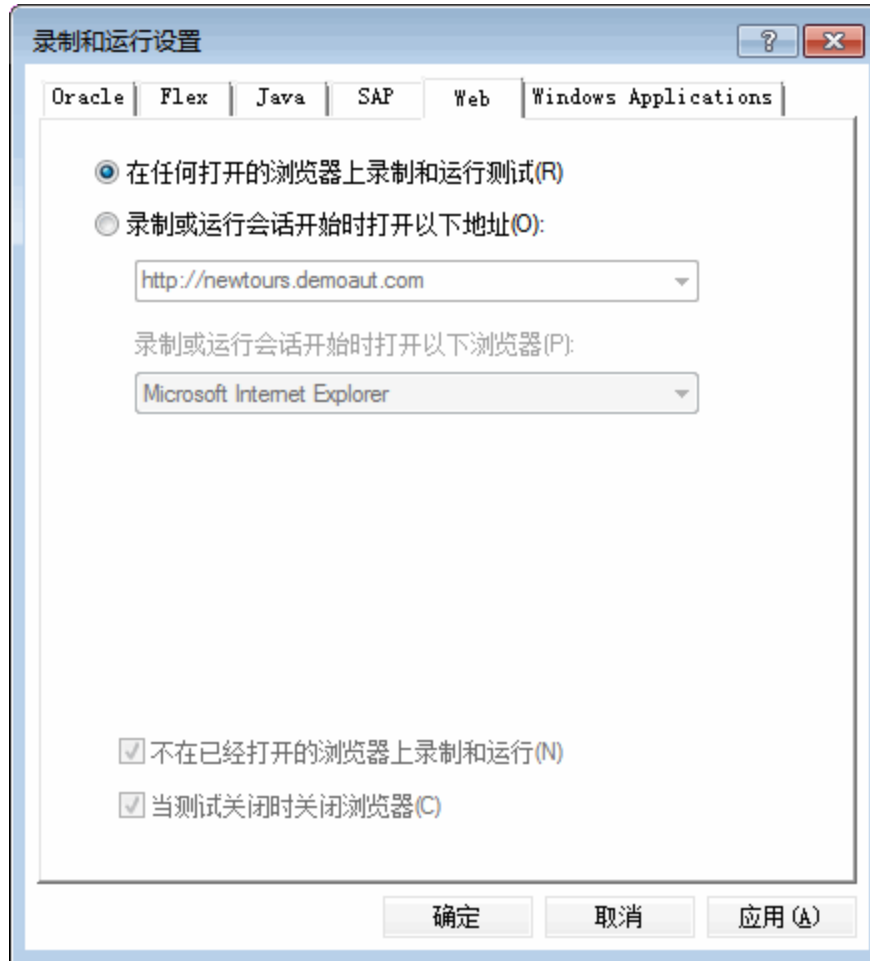 录制和运行设置
Oracle Flex Java SAP Web Windows Applications
在任何打开的浏览器上录制和运行测试(R)
录制或运行会话开始时打开以下地址(O):
http://newtours.demoaut.com
录制或运行会话开始时打开以下浏览器(P):
Microsoft Internet Explorer
不在已经打开的浏览器上录制和运行(N)
当测试关闭时关闭浏览器(C)
确定 取消 应用(A)